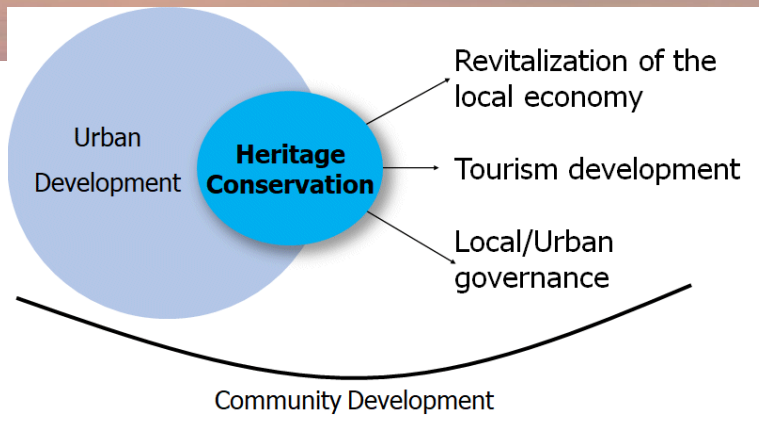 Urban
Development
Heritage
Conservation
Revitalization of the
local economy
Tourism development
Local/Urban
governance
Community Development